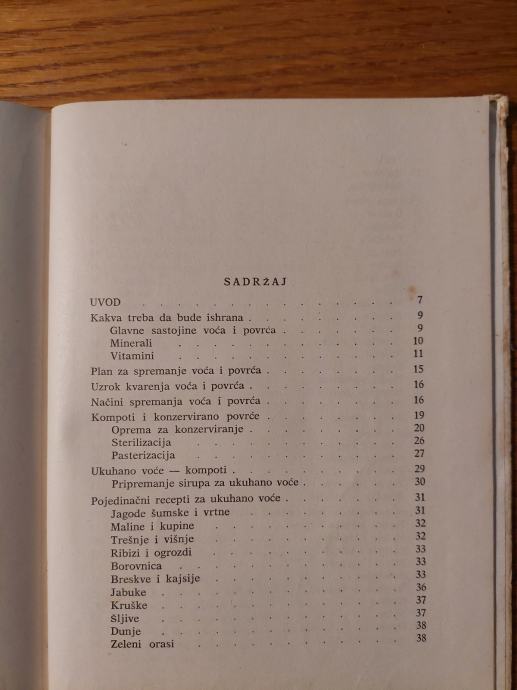 SADRŽAJ
UVOD . . . . . . . . . . . . . 7
Kakva treba da bude ishrana . . . . . . . 9
Glavne sastojine voća i povrća . . . . . . 9
Minerali . . . . . . . . . . . 10
Vitamini . . . . . . . . . . . 11
Plan za spremanje voća i povrća . . . . . . 15
Uzrok kvarenja voća i povrća . . . . . . . 16
Načini spremanja voća i povrća . . . . . . 16
Kompoti i konzervirano povrće . . . . . . 19
Oprema za konzerviranje . . . . . . . 20
Sterilizacija . . . . . . . . . . 26
Pasterizacija . . . . . . . . . . 27
Ukuhano voće — kompoti . . . . . . . . 29
Pripremanje sirupa za ukuhano voće . . . . . 30
Pojedinačni recepti za ukuhano voće . . . . . 31
Jagode šumske i vrtne . . . . . . . 31
Maline i kupine . . . . . . . . . 32
Trešnje i višnje . . . . . . . . . 32
Ribizi i ogrozdi . . . . . . . . . 33
Borovnica . . . . . . . . . . 33
Breskve i kajsije . . . . . . . . . 33
Jabuke . . . . . . . . . . . 36
Kruške . . . . . . . . . . . 37
Šljive . . . . . . . . . . . 37
Dunje . . . . . . . . . . . 38
Zeleni orasi . . . . . . . . . . 38